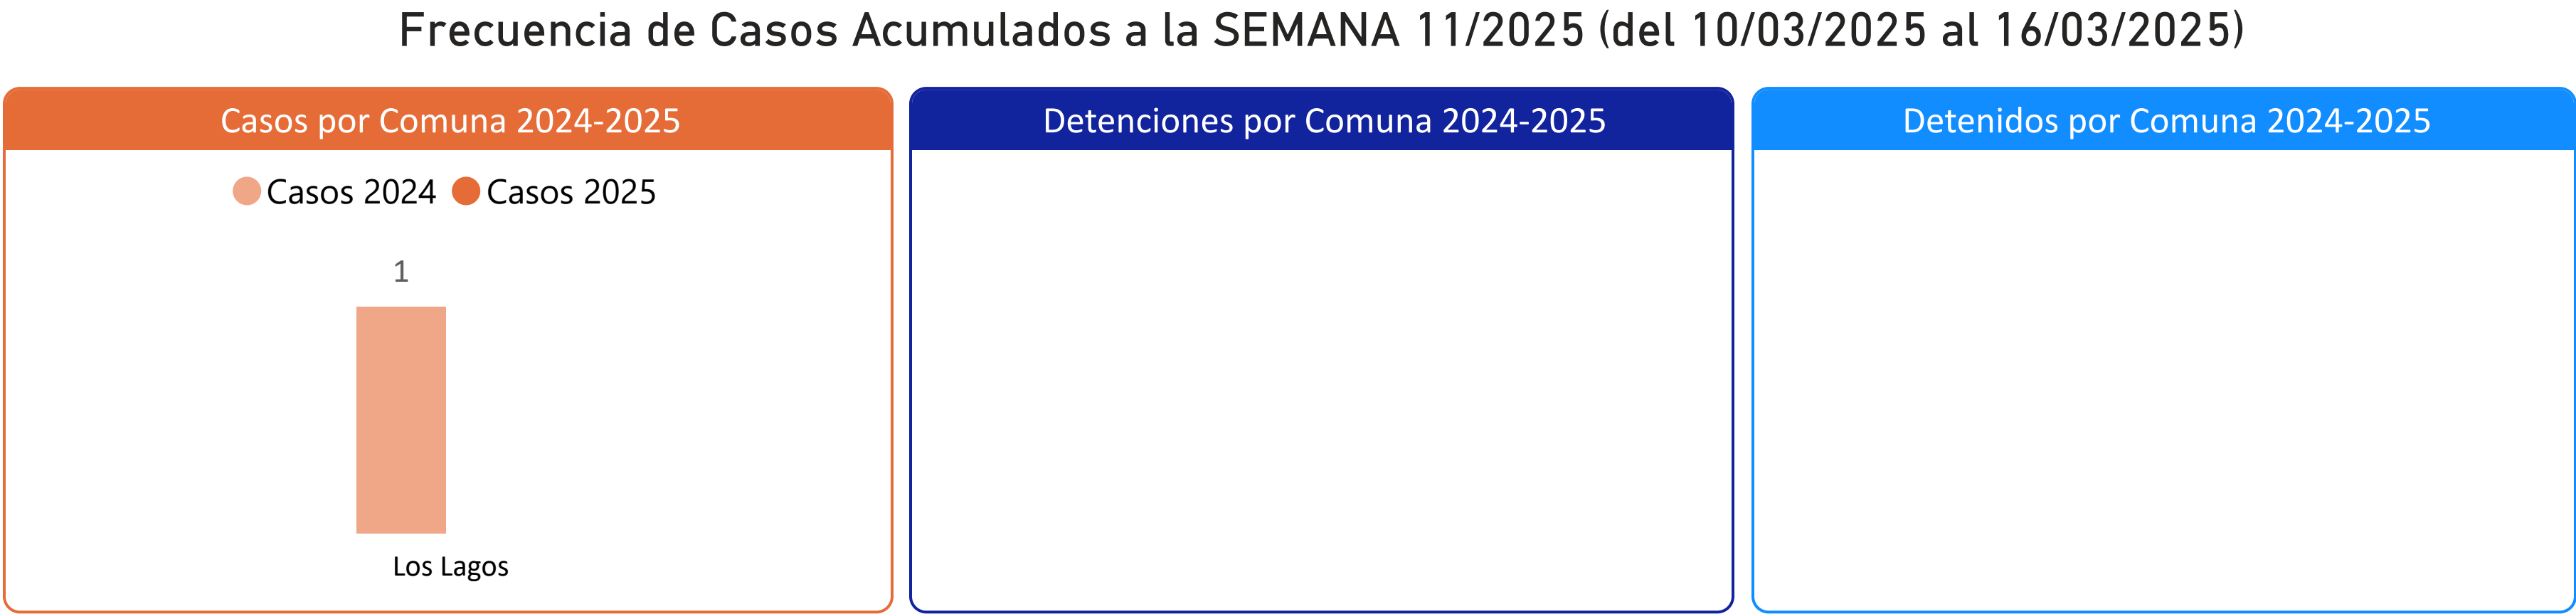 Frecuencia de Casos Acumulados a la SEMANA 11/2025 (del 10/03/2025 al 16/03/2025)
Casos por Comuna 2024-2025
Casos 2024 Casos 2025
1
Los Lagos
Detenciones por Comuna 2024-2025
Detenidos por Comuna 2024-2025